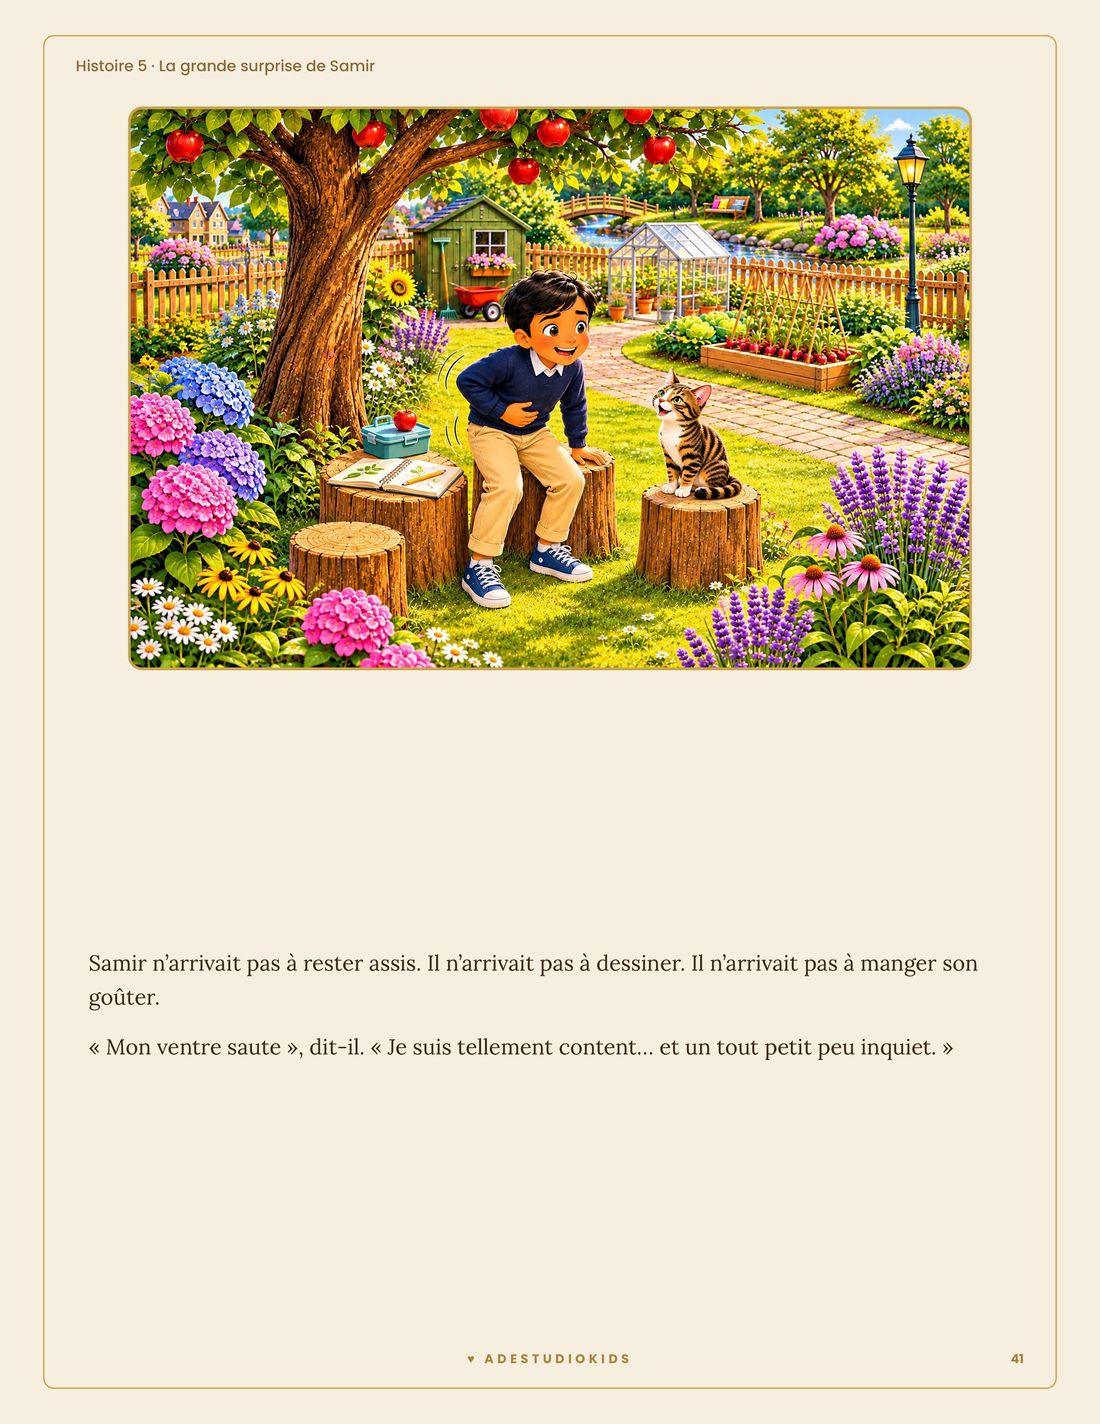 Histoire 5 · La grande surprise de Samir
Samir n’arrivait pas à rester assis. Il n’arrivait pas à dessiner. Il n’arrivait pas à manger son
goûter.
« Mon ventre saute », dit-il. « Je suis tellement content… et un tout petit peu inquiet. »
♥ ADESTUDIOKIDS
41